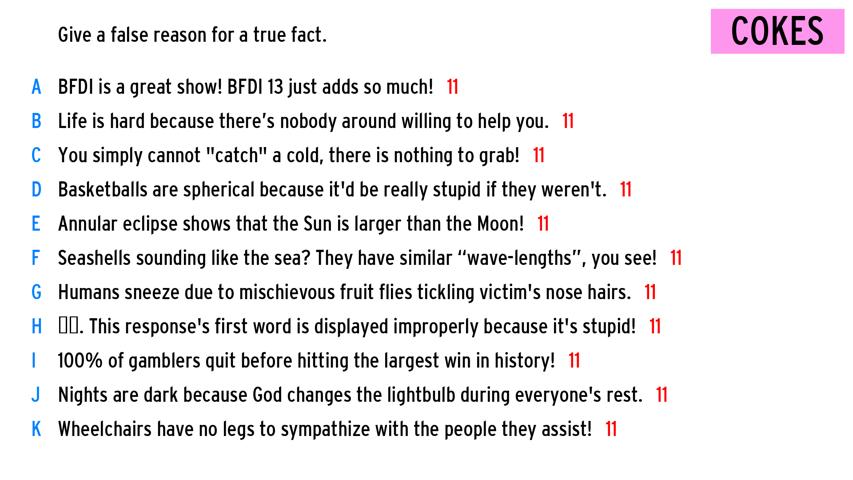 Give a false reason for a true fact.
COKES
A BFDI is a great show! BFDI 13 just adds so much! 11
B Life is hard because there's nobody around willing to help you. 11
C You simply cannot "catch" a cold, there is nothing to grab! 11
D Basketballs are spherical because it'd be really stupid if they weren't. 11
E Annular eclipse shows that the Sun is larger than the Moon! 11
F Seashells sounding like the sea? They have similar “wave-lengths”, you see! 11
G Humans sneeze due to mischievous fruit flies tickling victim's nose hairs. 11
H ▯▯. This response's first word is displayed improperly because it's stupid! 11
I 100% of gamblers quit before hitting the largest win in history! 11
J Nights are dark because God changes the lightbulb during everyone's rest. 11
K Wheelchairs have no legs to sympathize with the people they assist! 11